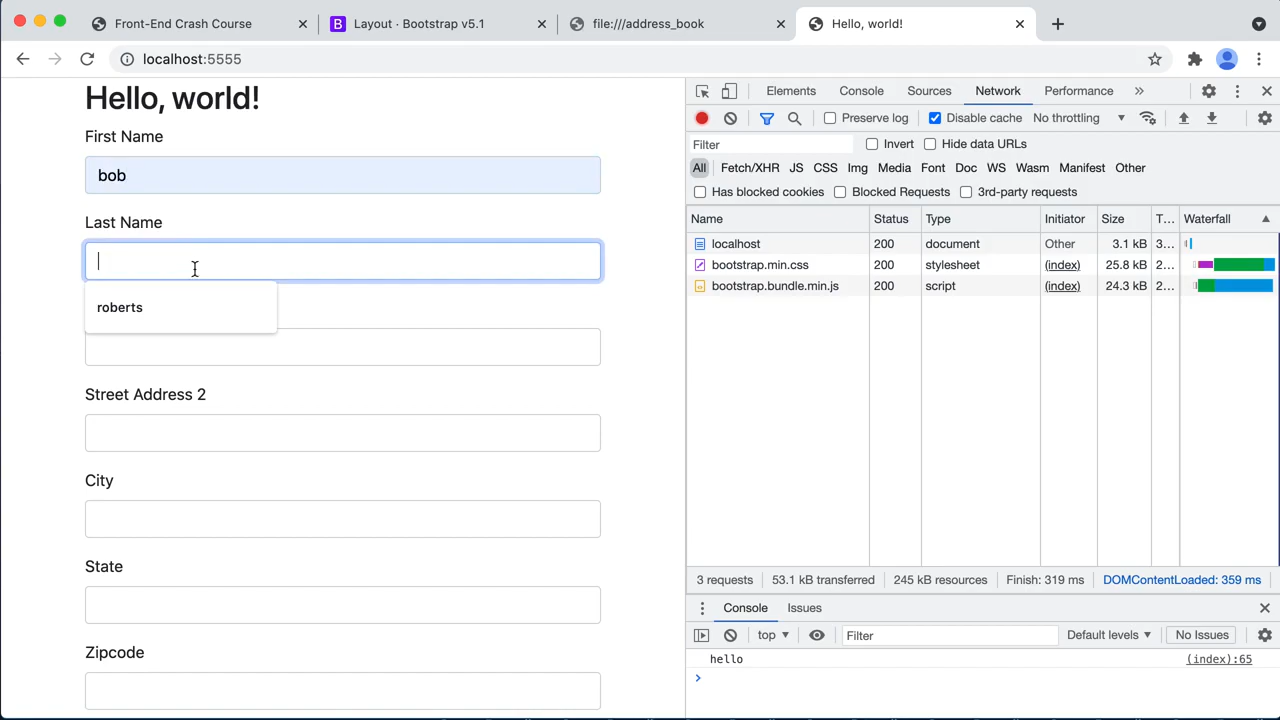 Front-End Crash Course
Layout · Bootstrap v5.1
file:///address_book
Hello, world!
localhost:5555
Hello, world!
First Name
bob
Last Name
roberts
Street Address 2
City
State
Zipcode
Elements Console Sources Network Performance »
Preserve log Disable cache No throttling
Filter Invert Hide data URLs
All Fetch/XHR JS CSS Img Media Font Doc WS Wasm Manifest Other
Has blocked cookies Blocked Requests 3rd-party requests
Name Status Type Initiator Size T... Waterfall
localhost 200 document Other 3.1 kB 3...
bootstrap.min.css 200 stylesheet (index) 25.8 kB 2...
bootstrap.bundle.min.js 200 script (index) 24.3 kB 2...
3 requests 53.1 kB transferred 245 kB resources Finish: 319 ms DOMContentLoaded: 359 ms
Console Issues
top Filter Default levels No Issues
hello (index):65